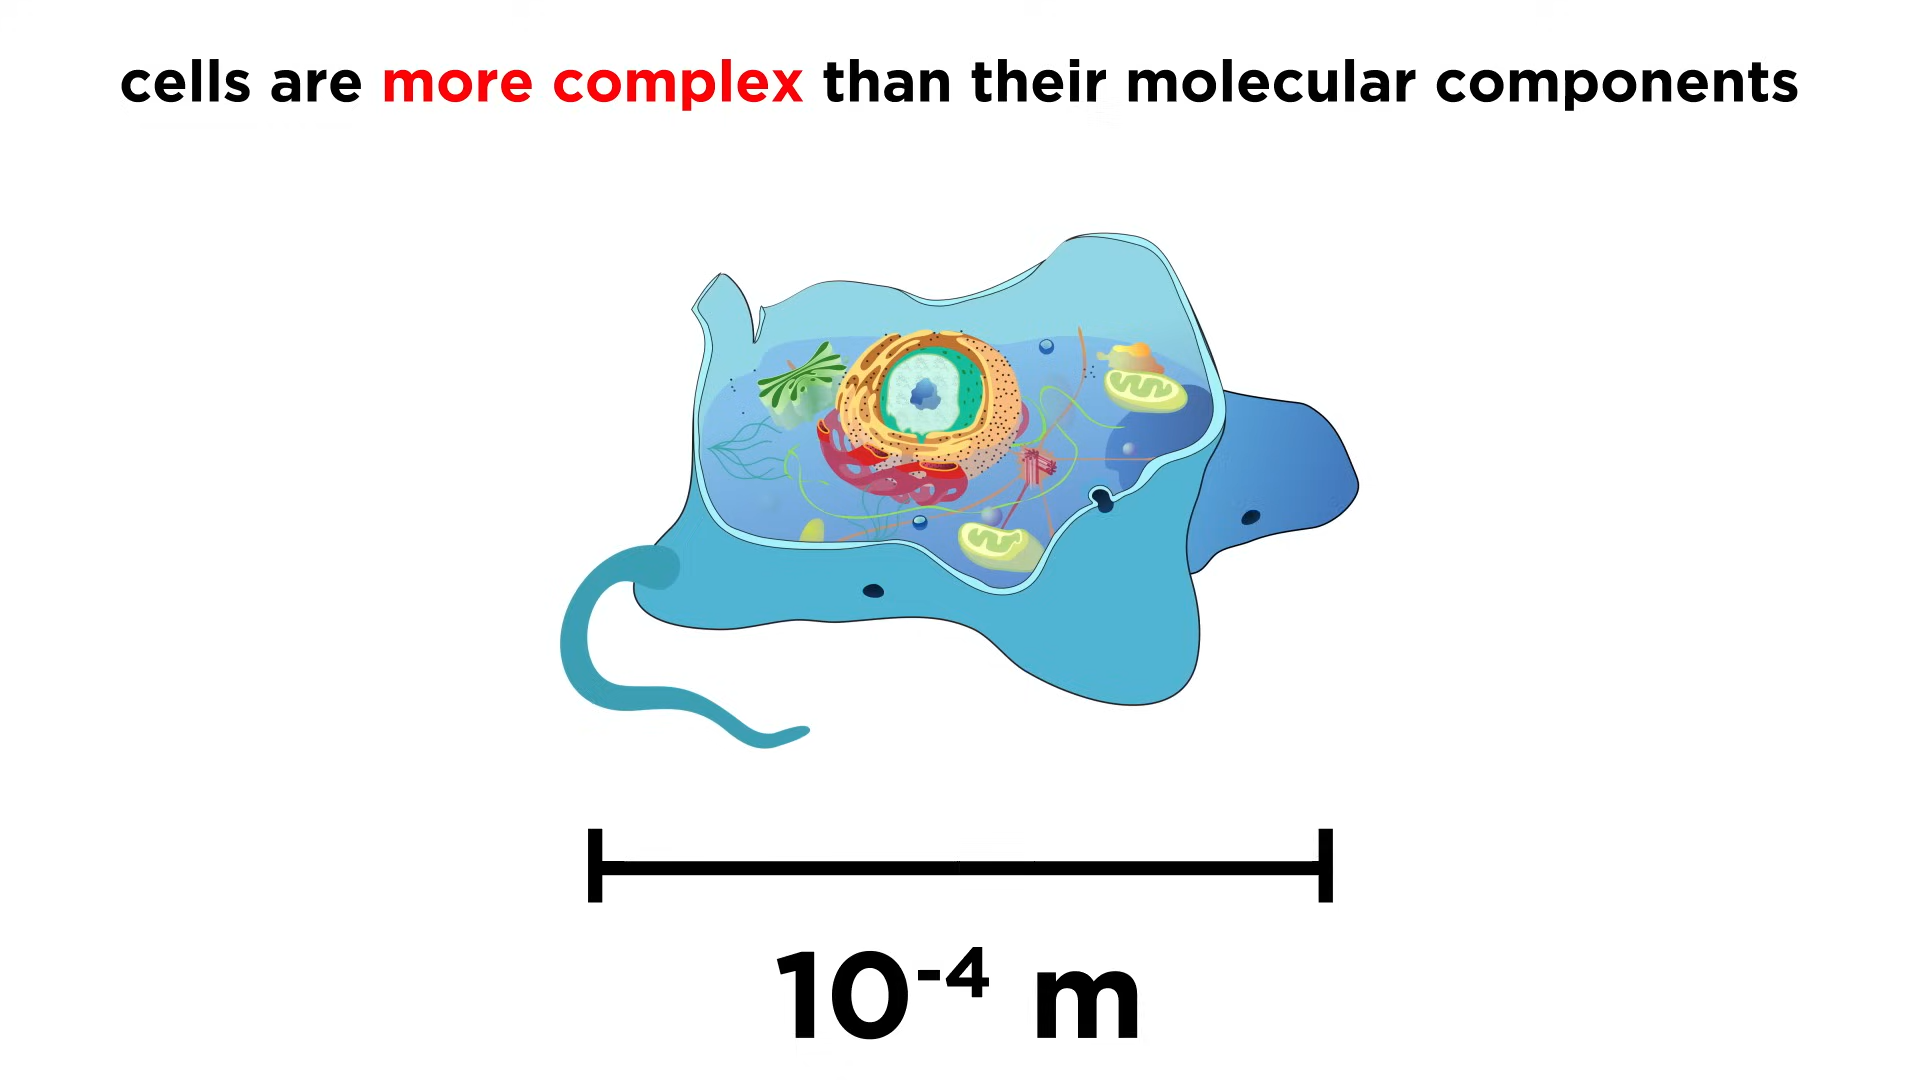 cells are more complex than their molecular components
10⁻⁴ m